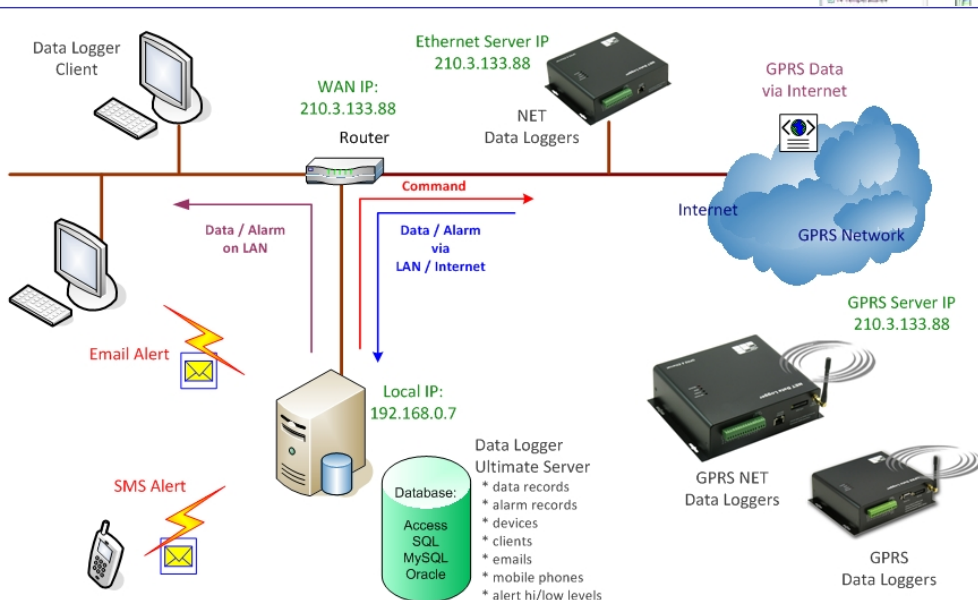 Data Logger
Client
WAN IP:
210.3.133.88
Router
Ethernet Server IP
210.3.133.88
NET
Data Loggers
GPRS Data
via Internet
Internet
GPRS Network
Command
Data / Alarm
on LAN
Data / Alarm
via
LAN / Internet
GPRS Server IP
210.3.133.88
Email Alert
Local IP:
192.168.0.7
SMS Alert
Database:
Access
SQL
MySQL
Oracle
Data Logger
Ultimate Server
* data records
* alarm records
* devices
* clients
* emails
* mobile phones
* alert hi/low levels
NET Data Logger
GPRS NET
Data Loggers
GPRS
Data Loggers